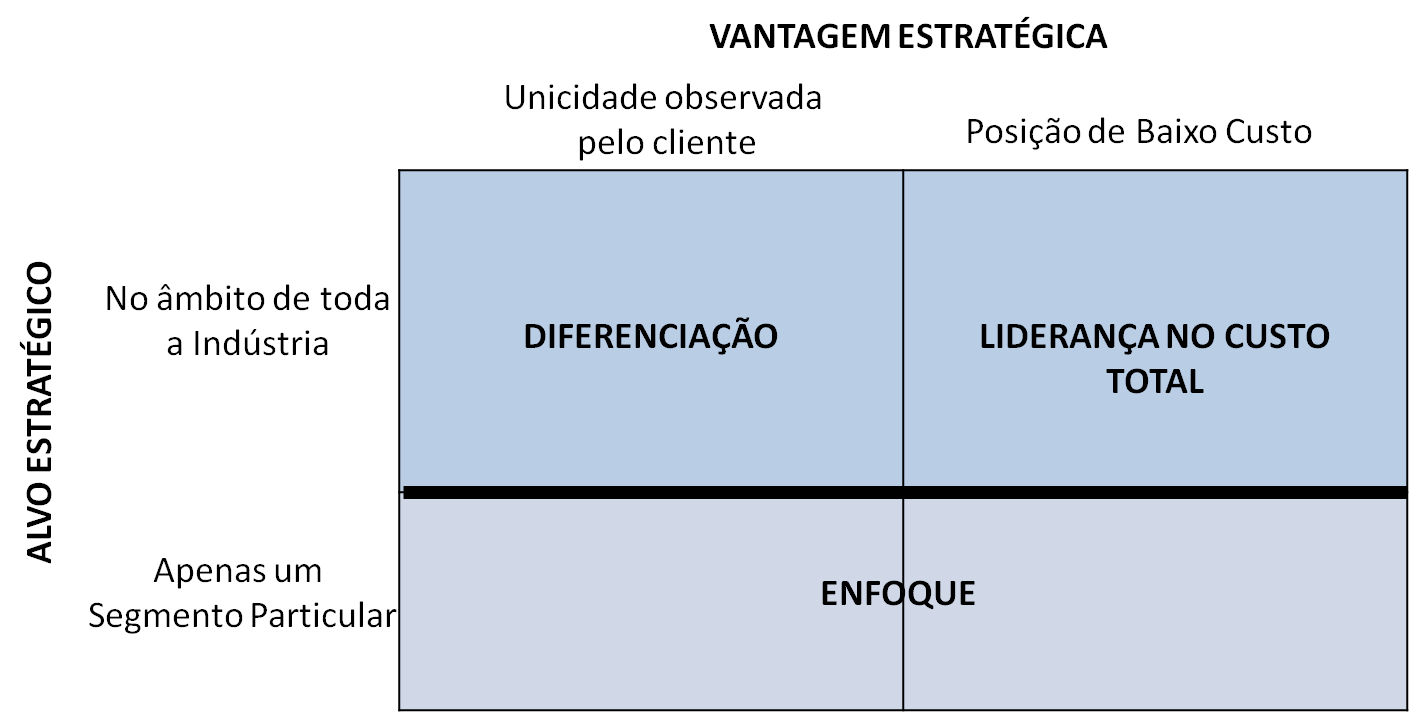 VANTAGEM ESTRATÉGICA
Unicidade observada
pelo cliente
Posição de Baixo Custo
ALVO ESTRATÉGICO
No âmbito de toda
a Indústria
DIFERENCIAÇÃO
LIDERANÇA NO CUSTO
TOTAL
Apenas um
Segmento Particular
ENFOQUE